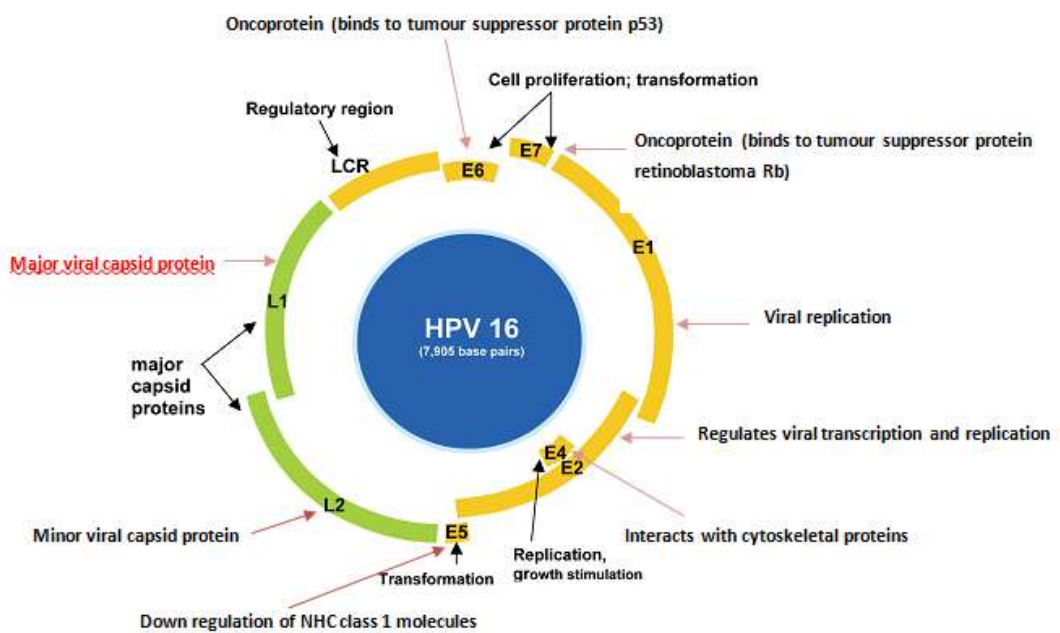 Oncoprotein (binds to tumour suppressor protein p53)
Cell proliferation; transformation
Regulatory region
LCR
E6
E7
Oncoprotein (binds to tumour suppressor protein
retinoblastoma Rb)
E1
Major viral capsid protein
L1
HPV 16
(7,905 base pairs)
Viral replication
major
capsid
proteins
Regulates viral transcription and replication
E4
E2
L2
E5
Minor viral capsid protein
Interacts with cytoskeletal proteins
Replication,
growth stimulation
Transformation
Down regulation of NHC class 1 molecules